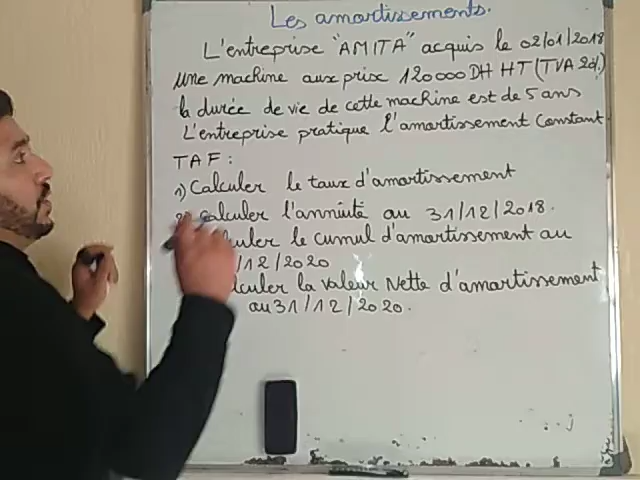 Les amortissements.
L'entreprise "AMITA" acquis le 02/01/2018
une machine aux prix 120000DH HT (TVA 20%)
la durée de vie de cette machine est de 5 ans
L'entreprise pratique l'amortissement Constant.
TAF :
1) Calculer le taux d'amortissement
2) Calculer l'annuité au 31/12/2018.
le cumul d'amortissement au
/12/2020
la valeur Nette d'amortissement
au 31/12/2020.